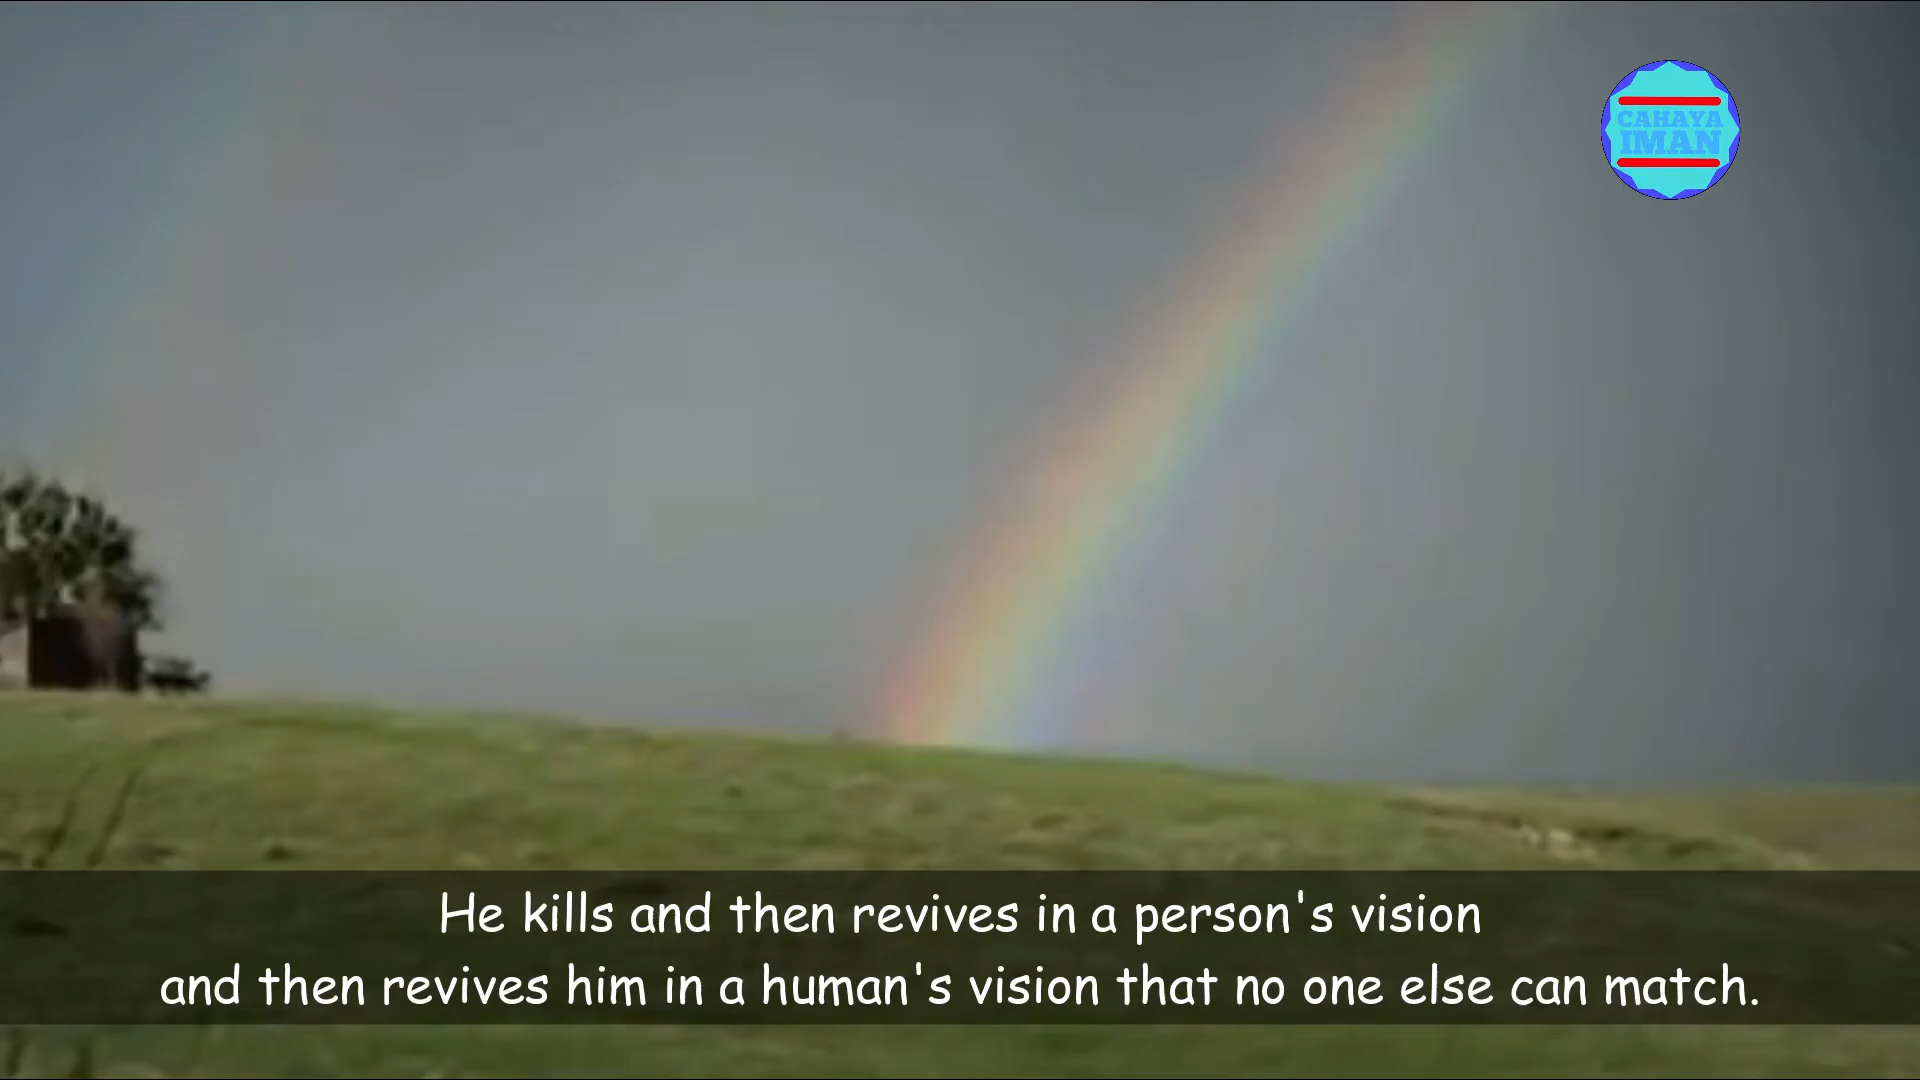 CAHAYA
IMAN
He kills and then revives in a person's vision
and then revives him in a human's vision that no one else can match.